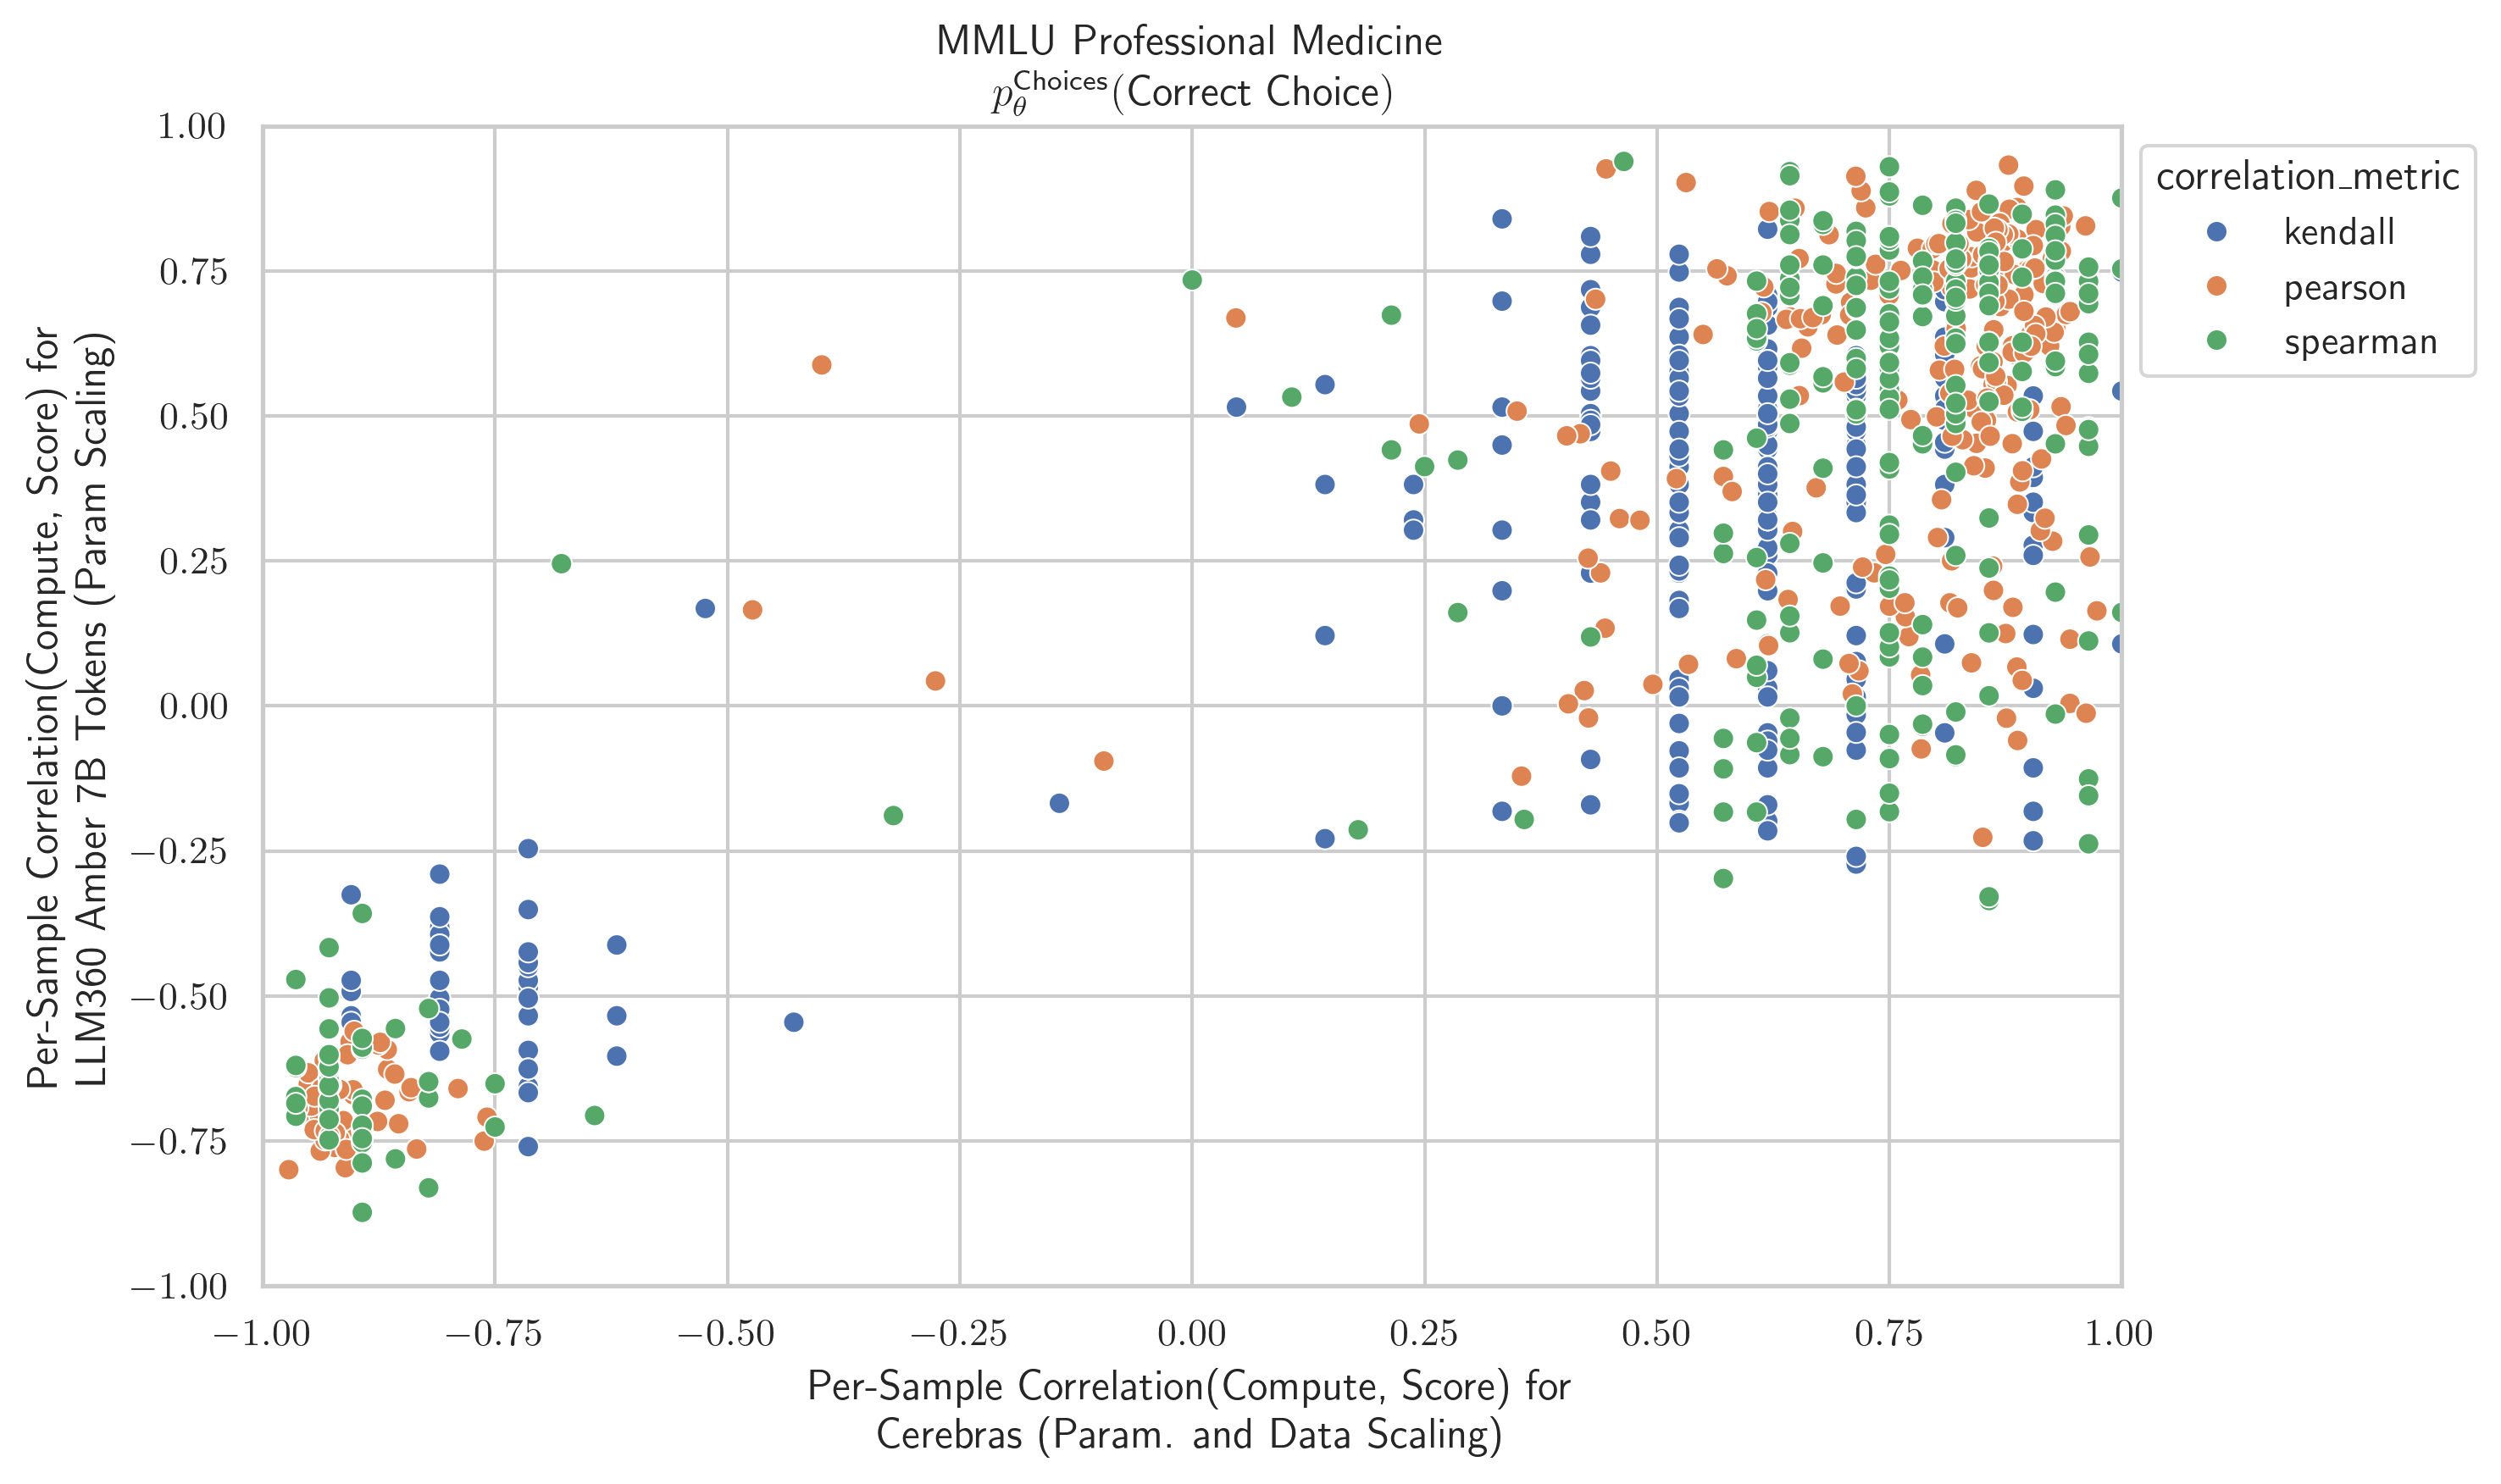 MMLU Professional Medicine
p_θ^Choices(Correct Choice)
1.00
0.75
0.50
0.25
0.00
−0.25
−0.50
−0.75
−1.00
Per-Sample Correlation(Compute, Score) for
LLM360 Amber 7B Tokens (Param Scaling)
−1.00
−0.75
−0.50
−0.25
0.00
0.25
0.50
0.75
1.00
Per-Sample Correlation(Compute, Score) for
Cerebras (Param. and Data Scaling)
correlation_metric
kendall
pearson
spearman